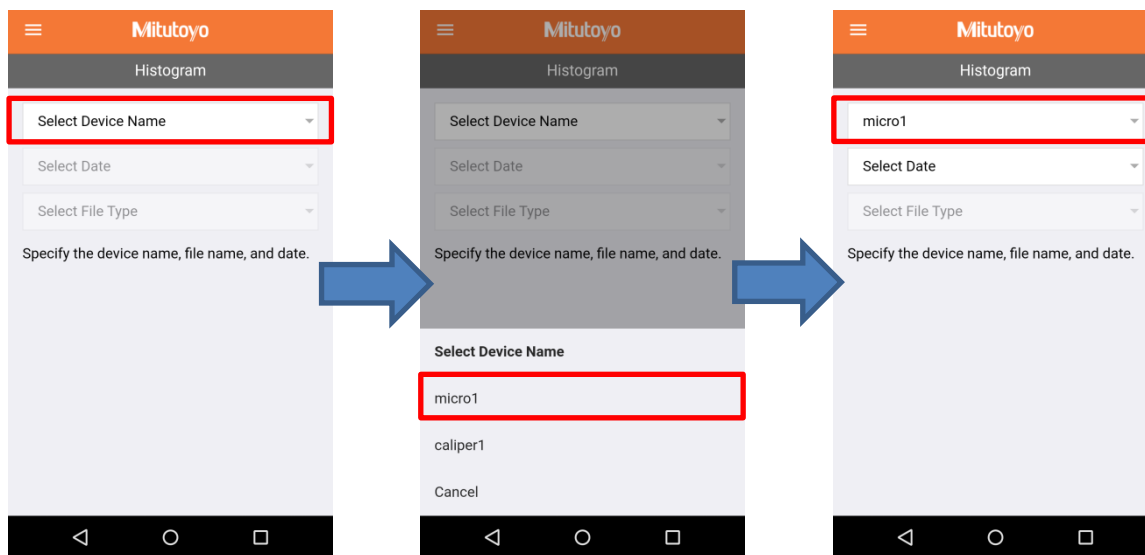 Mitutoyo
Histogram
Select Device Name
Select Date
Select File Type
Specify the device name, file name, and date.
Mitutoyo
Histogram
Select Device Name
Select Date
Select File Type
Specify the device name, file name, and date.
Select Device Name
micro1
caliper1
Cancel
Mitutoyo
Histogram
micro1
Select Date
Select File Type
Specify the device name, file name, and date.